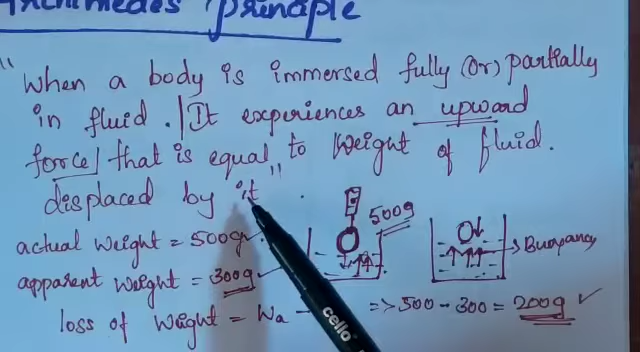 Archimedes' principle
"When a body is immersed fully (or) partially
in fluid. It experiences an upward
force that is equal to weight of fluid.
displaced by it"
500g
Buoyancy
actual weight = 500gr
apparent weight = 300g
loss of weight = Wa - => 500 - 300 = 200g ✓
cello